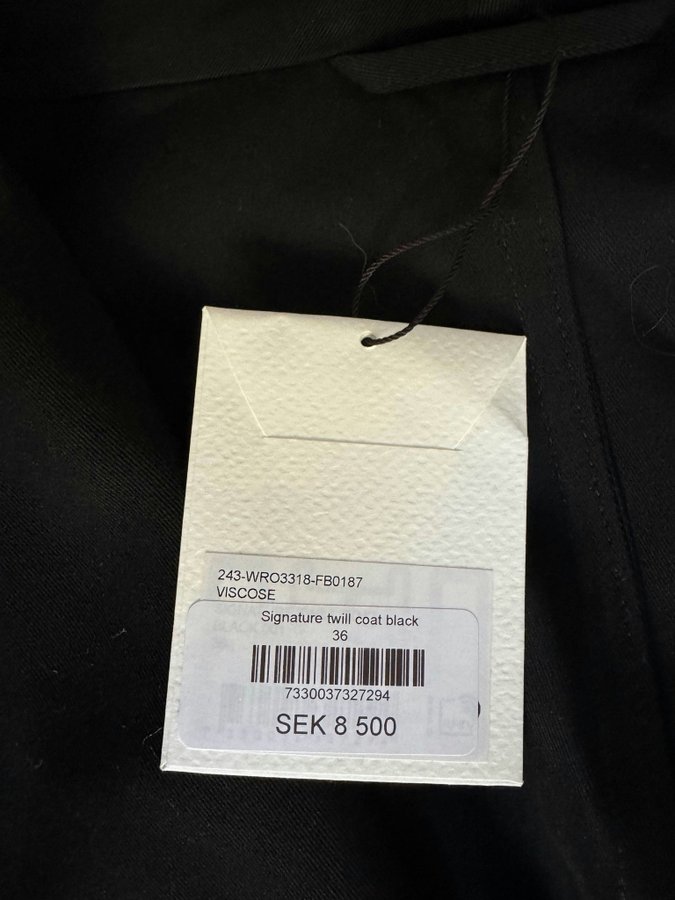 243-WRO3318-FB0187
VISCOSE
Signature twill coat black
36
7330037327294
SEK 8 500